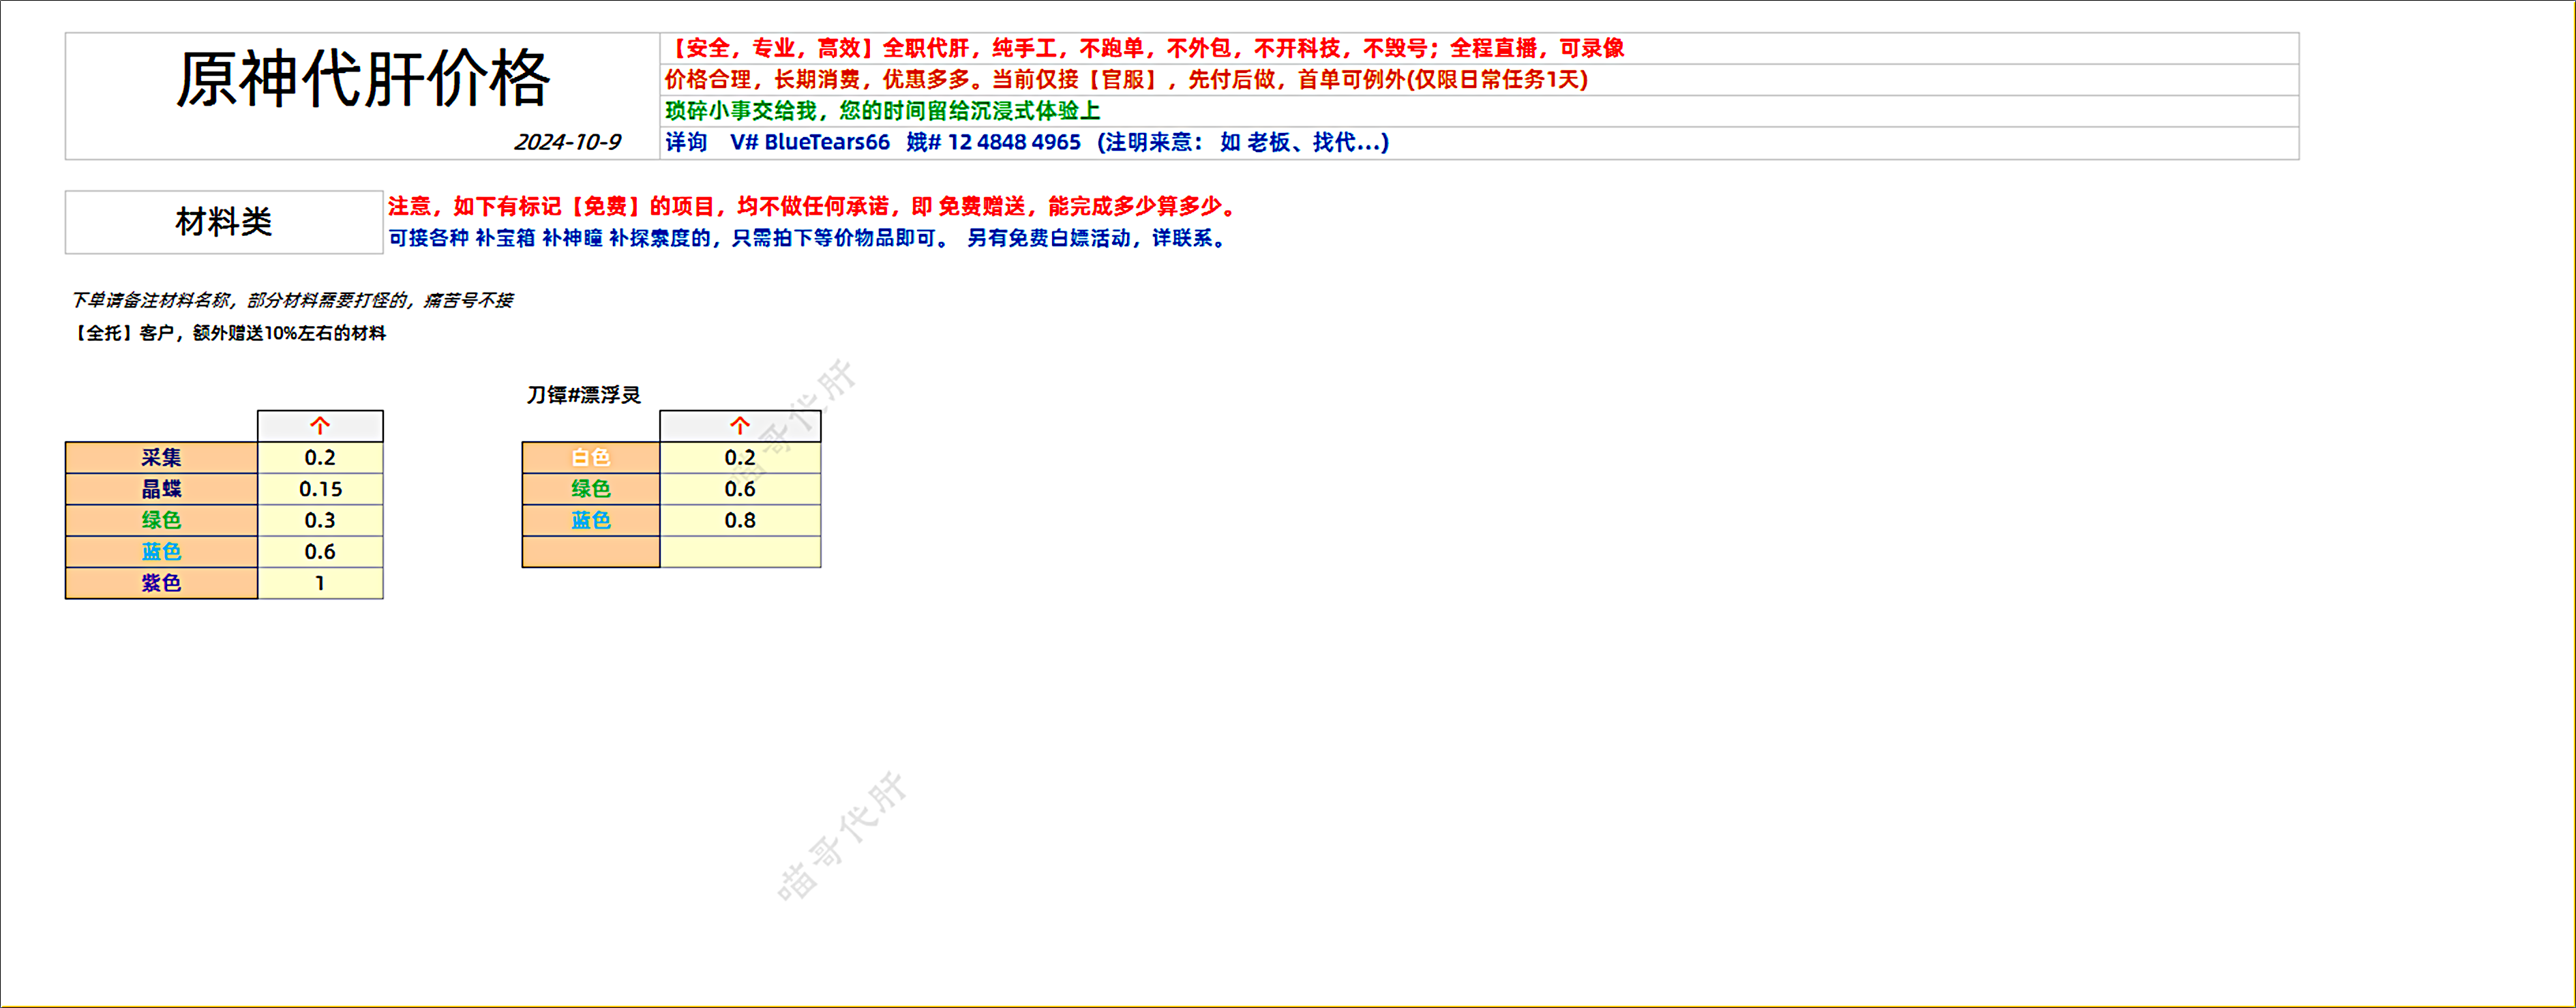 原神代肝价格
2024-10-9
【安全，专业，高效】全职代肝，纯手工，不跑单，不外包，不开科技，不毁号；全程直播，可录像
价格合理，长期消费，优惠多多。当前仅接【官服】，先付后做，首单可例外(仅限日常任务1天)
琐碎小事交给我，您的时间留给沉浸式体验上
详询 V# BlueTears66 娥# 12 4848 4965 (注明来意： 如 老板、找代...)
材料类
注意，如下有标记【免费】的项目，均不做任何承诺，即 免费赠送，能完成多少算多少。
可接各种 补宝箱 补神瞳 补探索度的，只需拍下等价物品即可。 另有免费白嫖活动，详联系。
下单请备注材料名称，部分材料需要打怪的，痛苦号不接
【全托】客户，额外赠送10%左右的材料
个
采集 0.2
晶蝶 0.15
绿色 0.3
蓝色 0.6
紫色 1
刀镡#漂浮灵
个
白色 0.2
绿色 0.6
蓝色 0.8
喵哥代肝
喵哥代肝